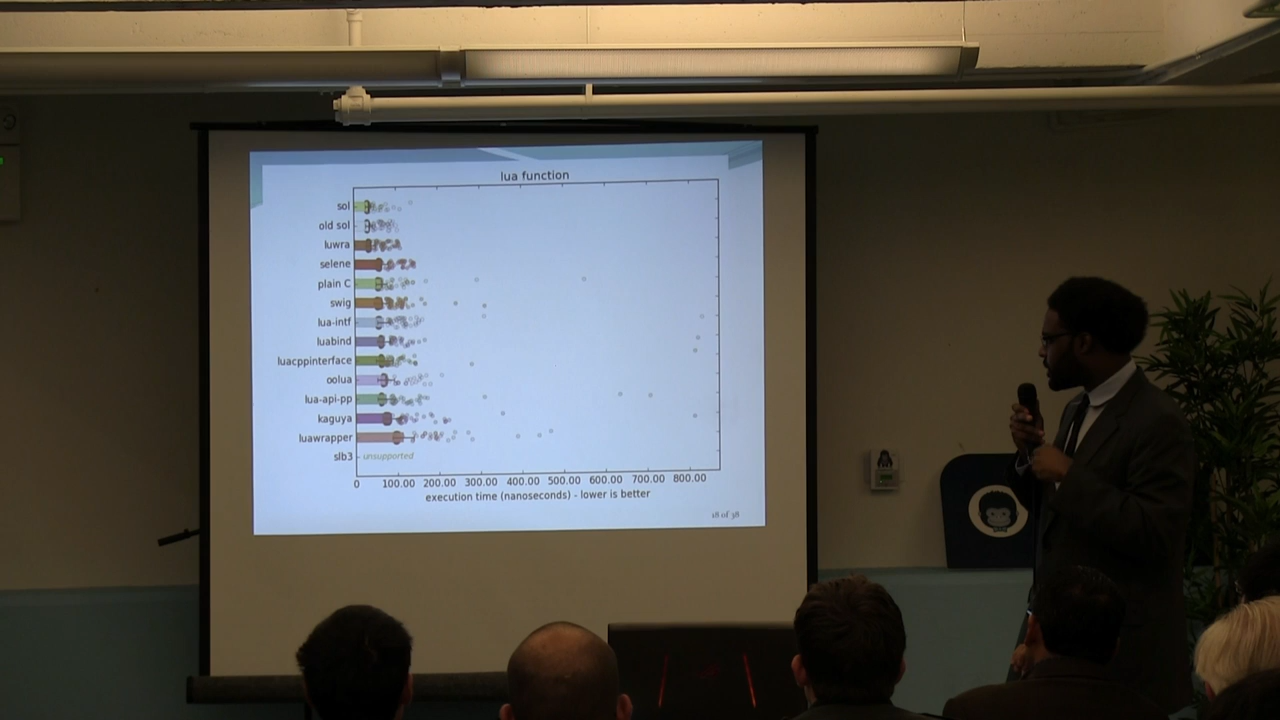 lua function
sol
old sol
luwra
selene
plain C
swig
lua-intf
luabind
luacppinterface
oolua
lua-api-pp
kaguya
luawrapper
slb3 unsupported
0 100.00 200.00 300.00 400.00 500.00 600.00 700.00 800.00
execution time (nanoseconds) - lower is better
18 of 38